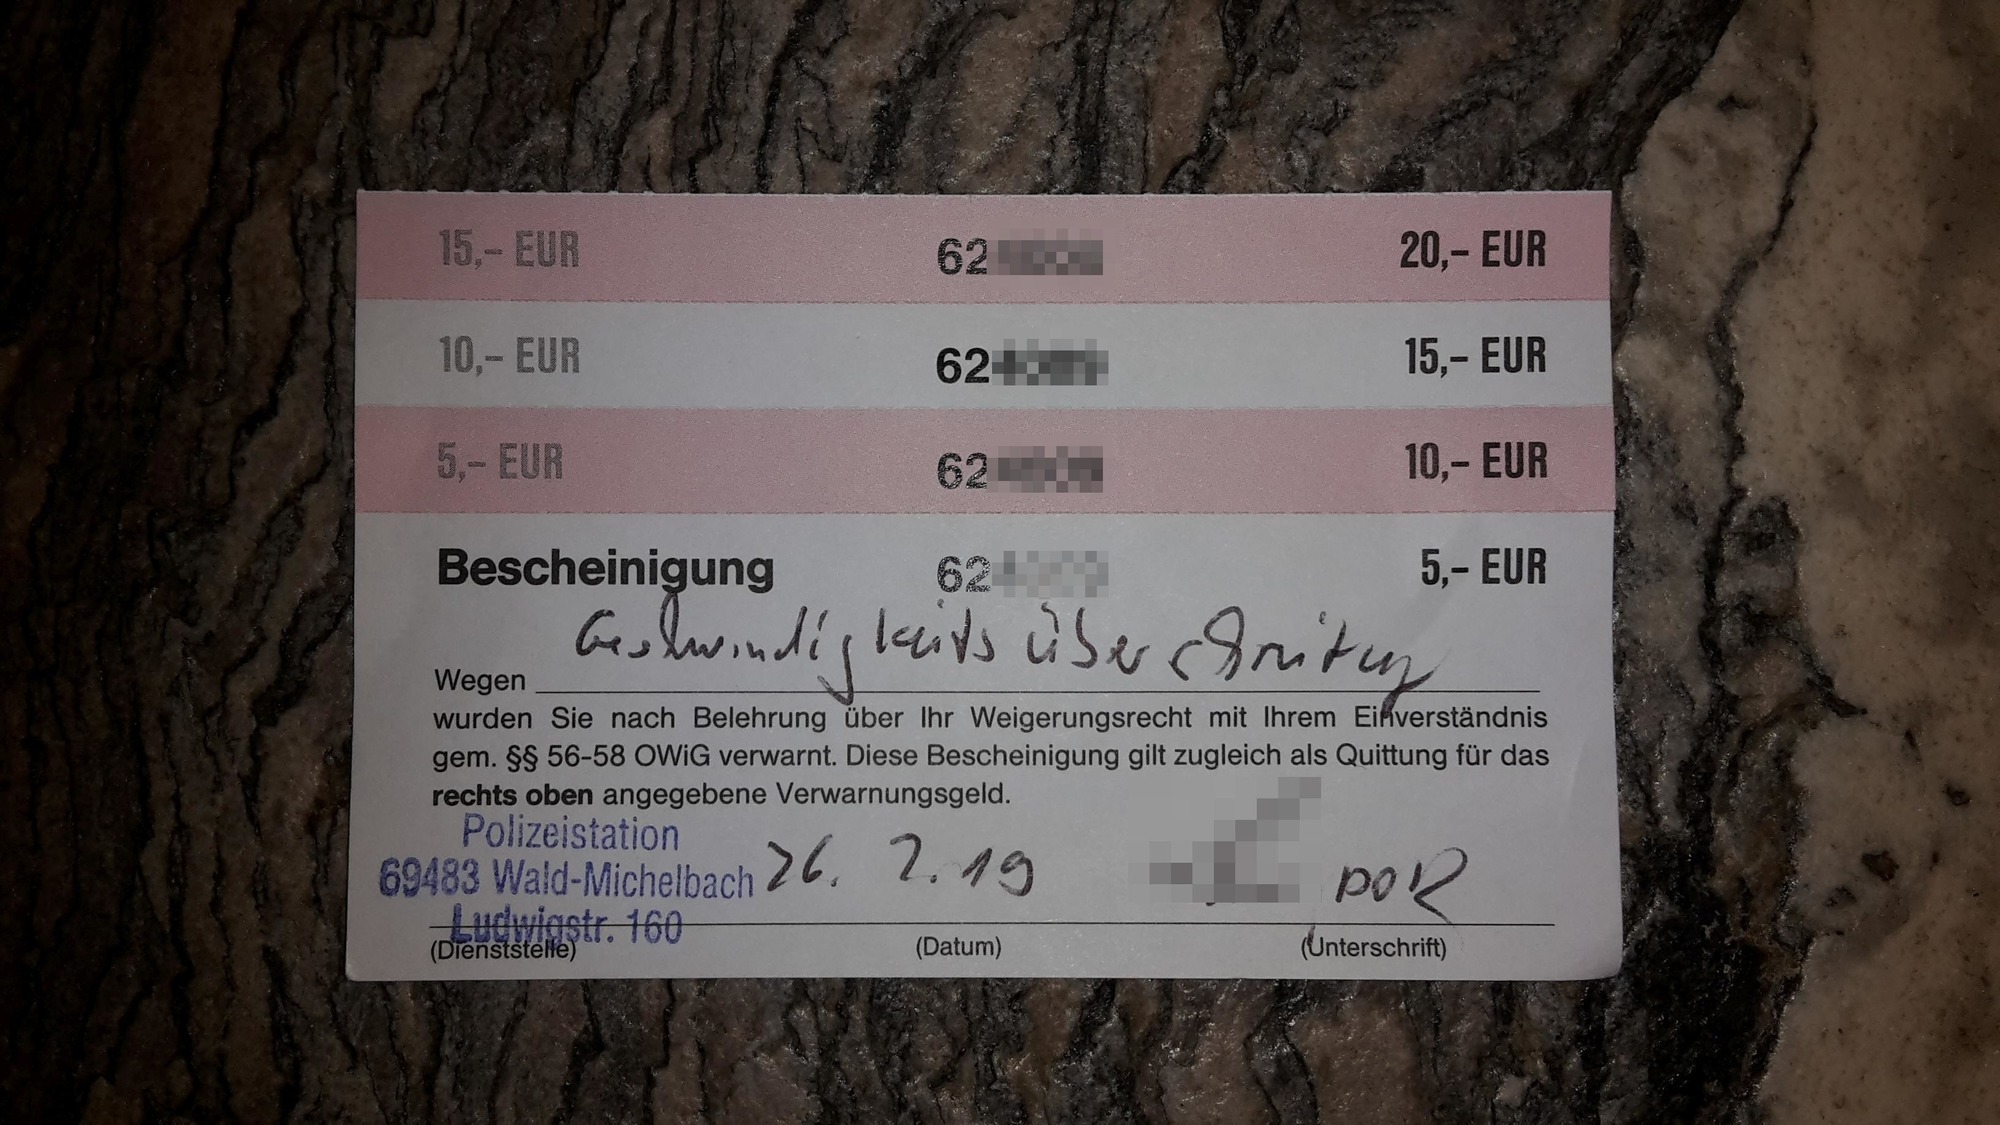 15,– EUR 62 20,– EUR
10,– EUR 62 15,– EUR
5,– EUR 62 10,– EUR
Bescheinigung 62 5,– EUR
Geschwindigkeitsüberschreitung
Wegen
wurden Sie nach Belehrung über Ihr Weigerungsrecht mit Ihrem Einverständnis
gem. §§ 56-58 OWiG verwarnt. Diese Bescheinigung gilt zugleich als Quittung für das
rechts oben angegebene Verwarnungsgeld.
Polizeistation
69483 Wald-Michelbach 26. 2. 19 POK
Ludwigstr. 160
(Dienststelle) (Datum) (Unterschrift)